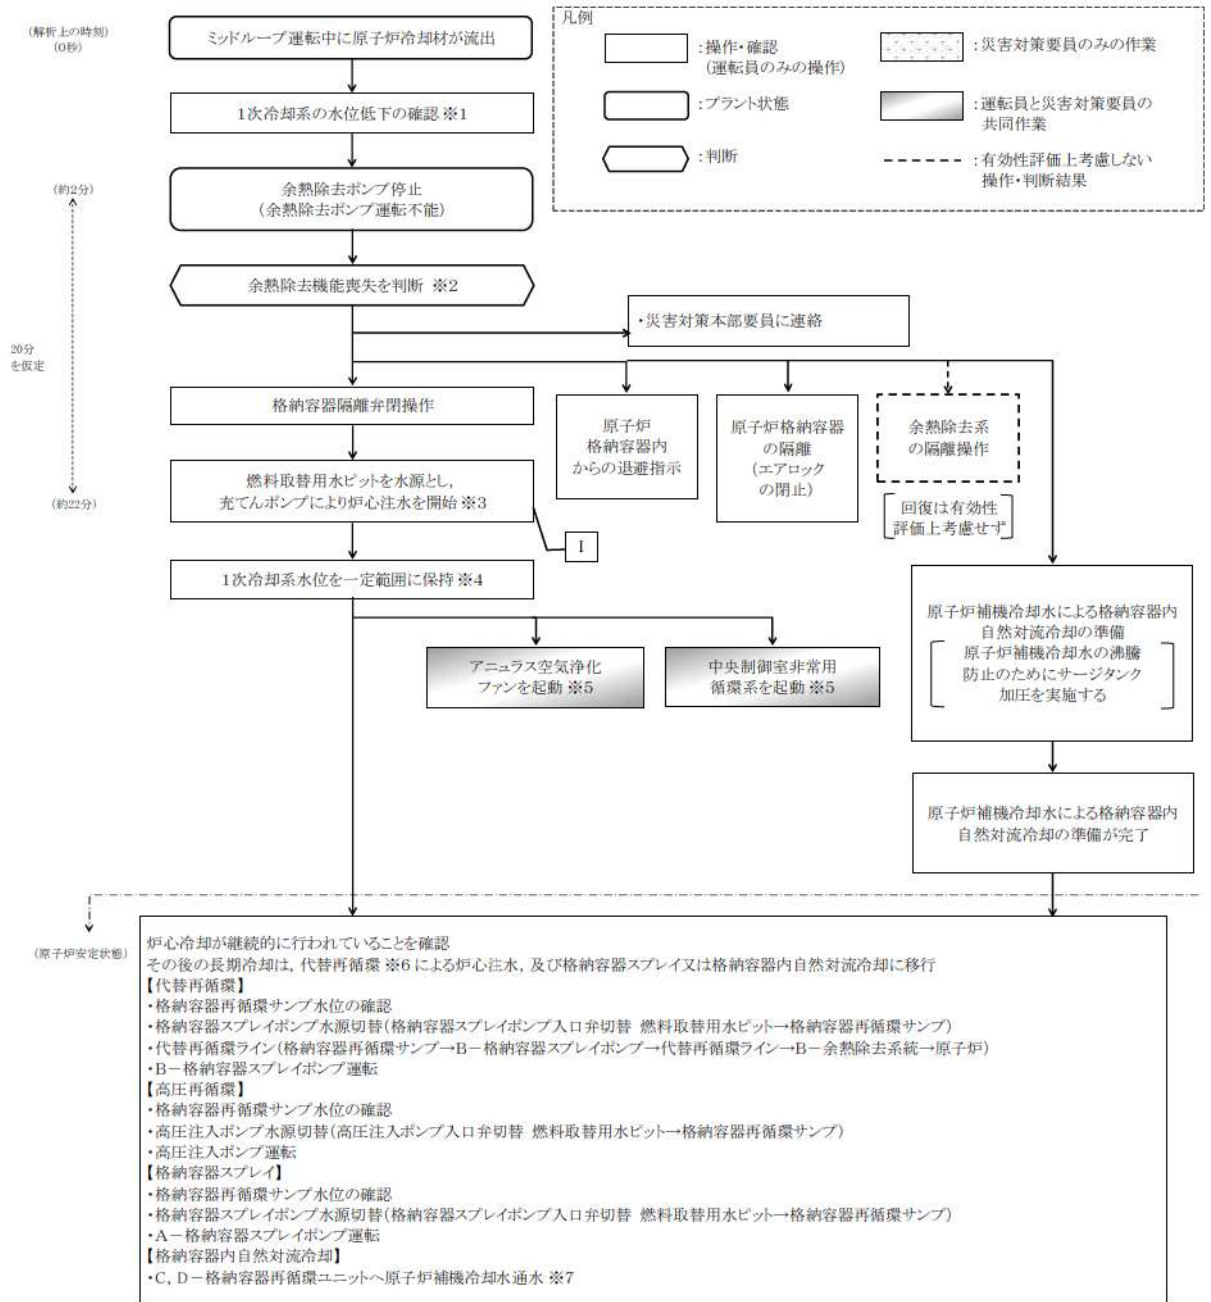 (解析上の時刻)
(0秒)
ミッドループ運転中に原子炉冷却材が流出
凡例
:操作・確認
(運転員のみの操作)
:プラント状態
:判断
:災害対策要員のみの作業
:運転員と災害対策要員の
共同作業
:有効性評価上考慮しない
操作・判断結果
1次冷却系の水位低下の確認 ※1
(約2分)
余熱除去ポンプ停止
(余熱除去ポンプ運転不能)
余熱除去機能喪失を判断 ※2
・災害対策本部要員に連絡
20分
を仮定
格納容器隔離弁閉操作
原子炉
格納容器内
からの退避指示
原子炉格納容器
の隔離
(エアロック
の閉止)
余熱除去系
の隔離操作
回復は有効性
評価上考慮せず
(約22分)
燃料取替用水ピットを水源とし,
充てんポンプにより炉心注水を開始 ※3
I
1次冷却系水位を一定範囲に保持 ※4
アニュラス空気浄化
ファンを起動 ※5
中央制御室非常用
循環系を起動 ※5
原子炉補機冷却水による格納容器内
自然対流冷却の準備
原子炉補機冷却水の沸騰
防止のためにサージタンク
加圧を実施する
原子炉補機冷却水による格納容器内
自然対流冷却の準備が完了
(原子炉安定状態)
炉心冷却が継続的に行われていることを確認
その後の長期冷却は, 代替再循環 ※6 による炉心注水, 及び格納容器スプレイ又は格納容器内自然対流冷却に移行
【代替再循環】
・格納容器再循環サンプ水位の確認
・格納容器スプレイポンプ水源切替(格納容器スプレイポンプ入口弁切替 燃料取替用水ピット→格納容器再循環サンプ)
・代替再循環ライン(格納容器再循環サンプ→B-格納容器スプレイポンプ→代替再循環ライン→B-余熱除去系統→原子炉)
・B-格納容器スプレイポンプ運転
【高圧再循環】
・格納容器再循環サンプ水位の確認
・高圧注入ポンプ水源切替(高圧注入ポンプ入口弁切替 燃料取替用水ピット→格納容器再循環サンプ)
・高圧注入ポンプ運転
【格納容器スプレイ】
・格納容器再循環サンプ水位の確認
・格納容器スプレイポンプ水源切替(格納容器スプレイポンプ入口弁切替 燃料取替用水ピット→格納容器再循環サンプ)
・A-格納容器スプレイポンプ運転
【格納容器内自然対流冷却】
・C, D-格納容器再循環ユニットへ原子炉補機冷却水通水 ※7